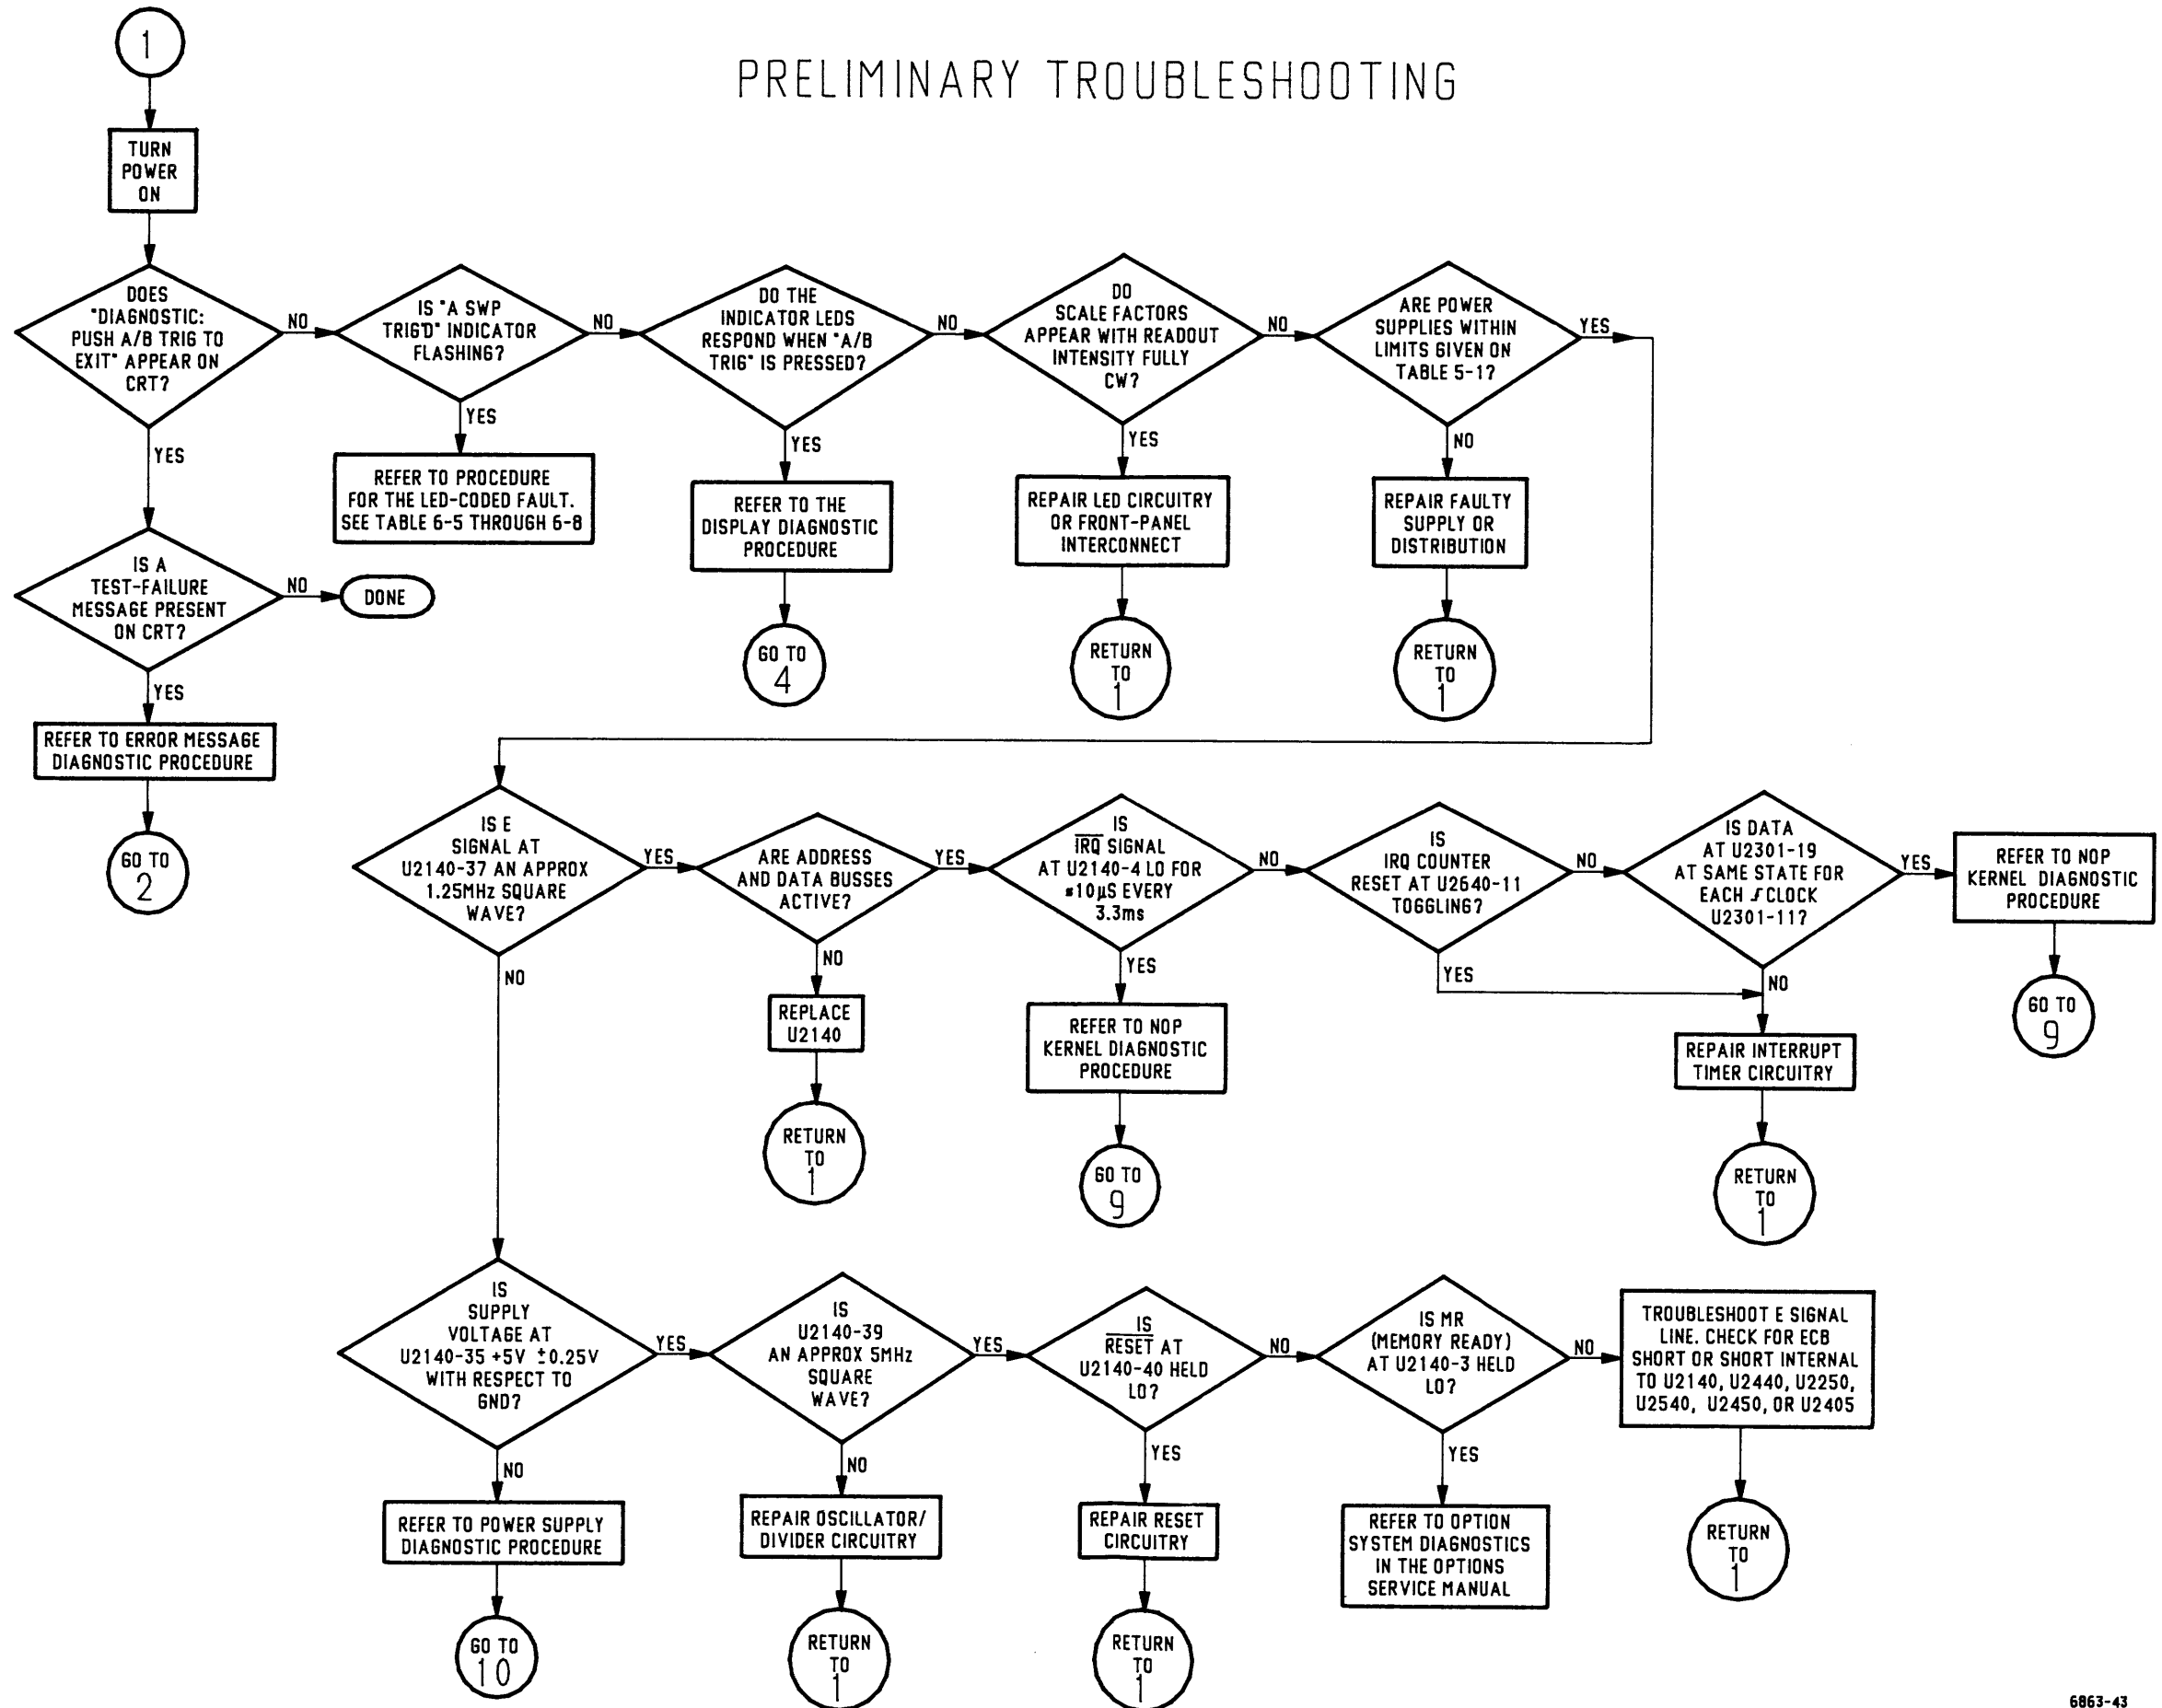 1
PRELIMINARY TROUBLESHOOTING
TURN
POWER
ON
DOES
"DIAGNOSTIC:
PUSH A/B TRIG TO
EXIT" APPEAR ON
CRT?
NO
YES
IS "A SWP
TRIG'D" INDICATOR
FLASHING?
NO
YES
DO THE
INDICATOR LEDS
RESPOND WHEN "A/B
TRIG" IS PRESSED?
NO
YES
DO
SCALE FACTORS
APPEAR WITH READOUT
INTENSITY FULLY
CW?
NO
YES
ARE POWER
SUPPLIES WITHIN
LIMITS GIVEN ON
TABLE 5-1?
YES
NO
REFER TO PROCEDURE
FOR THE LED-CODED FAULT.
SEE TABLE 6-5 THROUGH 6-8
REFER TO THE
DISPLAY DIAGNOSTIC
PROCEDURE
REPAIR LED CIRCUITRY
OR FRONT-PANEL
INTERCONNECT
REPAIR FAULTY
SUPPLY OR
DISTRIBUTION
IS A
TEST-FAILURE
MESSAGE PRESENT
ON CRT?
NO
DONE
YES
GO TO
4
RETURN
TO
1
RETURN
TO
1
REFER TO ERROR MESSAGE
DIAGNOSTIC PROCEDURE
GO TO
2
IS E
SIGNAL AT
U2140-37 AN APPROX
1.25MHz SQUARE
WAVE?
YES
NO
ARE ADDRESS
AND DATA BUSSES
ACTIVE?
YES
NO
IS
IRQ SIGNAL
AT U2140-4 LO FOR
≈10µS EVERY
3.3ms
NO
YES
IS
IRQ COUNTER
RESET AT U2640-11
TOGGLING?
NO
YES
IS DATA
AT U2301-19
AT SAME STATE FOR
EACH ⨍ CLOCK
U2301-11?
YES
NO
REFER TO NOP
KERNEL DIAGNOSTIC
PROCEDURE
GO TO
9
REPLACE
U2140
RETURN
TO
1
REFER TO NOP
KERNEL DIAGNOSTIC
PROCEDURE
GO TO
9
REPAIR INTERRUPT
TIMER CIRCUITRY
RETURN
TO
1
IS
SUPPLY
VOLTAGE AT
U2140-35 +5V ±0.25V
WITH RESPECT TO
GND?
YES
NO
IS
U2140-39
AN APPROX 5MHz
SQUARE
WAVE?
YES
NO
IS
RESET AT
U2140-40 HELD
LO?
NO
YES
IS MR
(MEMORY READY)
AT U2140-3 HELD
LO?
NO
YES
TROUBLESHOOT E SIGNAL
LINE. CHECK FOR ECB
SHORT OR SHORT INTERNAL
TO U2140, U2440, U2250,
U2540, U2450, OR U2405
REFER TO POWER SUPPLY
DIAGNOSTIC PROCEDURE
GO TO
10
REPAIR OSCILLATOR/
DIVIDER CIRCUITRY
RETURN
TO
1
REPAIR RESET
CIRCUITRY
RETURN
TO
1
REFER TO OPTION
SYSTEM DIAGNOSTICS
IN THE OPTIONS
SERVICE MANUAL
RETURN
TO
1
6863-43